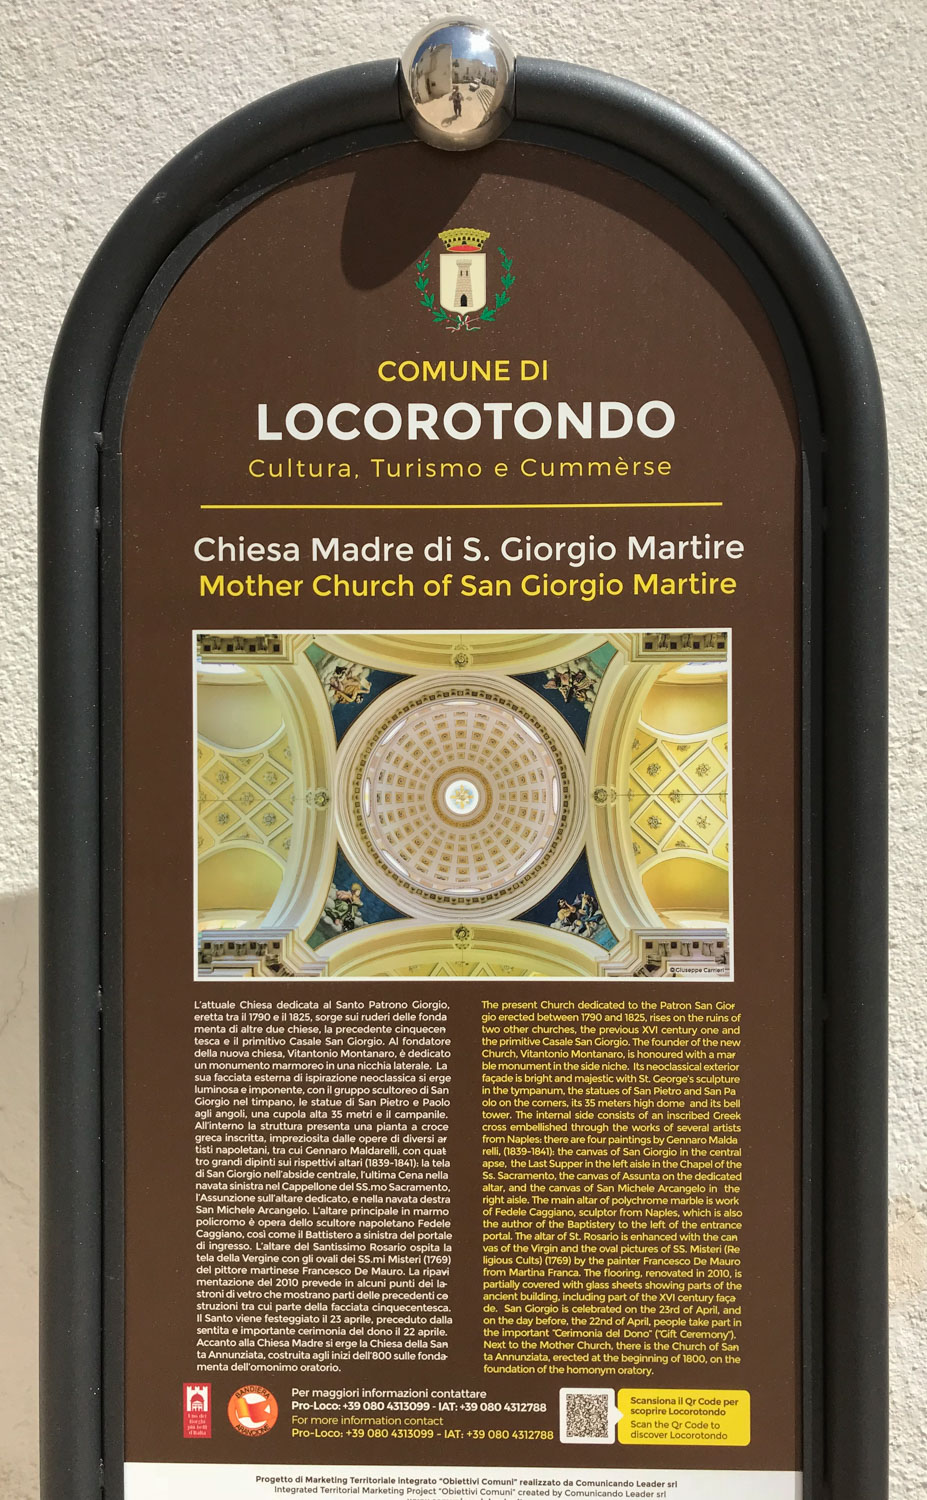 COMUNE DI
LOCOROTONDO
Cultura, Turismo e Cummèrse
Chiesa Madre di S. Giorgio Martire
Mother Church of San Giorgio Martire
©Giuseppe Carrieri
L'attuale Chiesa dedicata al Santo Patrono Giorgio,
eretta tra il 1790 e il 1825, sorge sui ruderi delle fonda
menta di altre due chiese, la precedente cinquecen-
tesca e il primitivo Casale San Giorgio. Al fondatore
della nuova chiesa, Vitantonio Montanaro, è dedicato
un monumento marmoreo in una nicchia laterale. La
sua facciata esterna di ispirazione neoclassica si erge
luminosa e imponente, con il gruppo scultoreo di San
Giorgio nel timpano, le statue di San Pietro e Paolo
agli angoli, una cupola alta 35 metri e il campanile.
All'interno la struttura presenta una pianta a croce
greca inscritta, impreziosita dalle opere di diversi ar
tisti napoletani, tra cui Gennaro Maldarelli, con quat
tro grandi dipinti sui rispettivi altari (1839-1841): la tela
di San Giorgio nell'abside centrale, l'ultima Cena nella
navata sinistra nel Cappellone del SS.mo Sacramento,
l'Assunzione sull'altare dedicato, e nella navata destra
San Michele Arcangelo. L'altare principale in marmo
policromo è opera dello scultore napoletano Fedele
Caggiano, così come il Battistero a sinistra del portale
di ingresso. L'altare del Santissimo Rosario ospita la
tela della Vergine con gli ovali dei SS.mi Misteri (1769)
del pittore martinese Francesco De Mauro. La ripavi
mentazione del 2010 prevede in alcuni punti dei la-
stroni di vetro che mostrano parti delle precedenti co
struzioni tra cui parte della facciata cinquecentesca.
Il Santo viene festeggiato il 23 aprile, preceduto dalla
sentita e importante cerimonia del dono il 22 aprile.
Accanto alla Chiesa Madre si erge la Chiesa della San
ta Annunziata, costruita agli inizi dell'800 sulle fonda-
menta dell'omonimo oratorio.
The present Church dedicated to the Patron San Gior
gio erected between 1790 and 1825, rises on the ruins of
two other churches, the previous XVI century one and
the primitive Casale San Giorgio. The founder of the new
Church, Vitantonio Montanaro, is honoured with a mar
ble monument in the side niche. Its neoclassical exterior
façade is bright and majestic with St. George's sculpture
in the tympanum, the statues of San Pietro and San Pa
olo on the corners, its 35 meters high dome and its bell
tower. The internal side consists of an inscribed Greek
cross embellished through the works of several artists
from Naples: there are four paintings by Gennaro Malda
relli, (1839-1841): the canvas of San Giorgio in the central
apse, the Last Supper in the left aisle in the Chapel of the
Ss. Sacramento, the canvas of Assunta on the dedicated
altar, and the canvas of San Michele Arcangelo in the
right aisle. The main altar of polychrome marble is work
of Fedele Caggiano, sculptor from Naples, which is also
the author of the Baptistery to the left of the entrance
portal. The altar of St. Rosario is enhanced with the can
vas of the Virgin and the oval pictures of SS. Misteri (Re
ligious Cults) (1769) by the painter Francesco De Mauro
from Martina Franca. The flooring, renovated in 2010, is
partially covered with glass sheets showing parts of the
ancient building, including part of the XVI century faça
de. San Giorgio is celebrated on the 23rd of April, and
on the day before, the 22nd of April, people take part in
the important "Cerimonia del Dono" ("Gift Ceremony").
Next to the Mother Church, there is the Church of San
ta Annunziata, erected at the beginning of 1800, on the
foundation of the homonym oratory.
I un dei
Borghi
più belli
d'Italia
BANDIERA
ARANCIONE
Per maggiori informazioni contattare
Pro-Loco: +39 080 4313099 - IAT: +39 080 4312788
For more information contact
Pro-Loco: +39 080 4313099 - IAT: +39 080 4312788
Scansiona il Qr Code per
scoprire Locorotondo
Scan the Qr Code to
discover Locorotondo
Progetto di Marketing Territoriale integrato "Obiettivi Comuni" realizzato da Comunicando Leader srl
Integrated Territorial Marketing Project "Obiettivi Comuni" created by Comunicando Leader srl